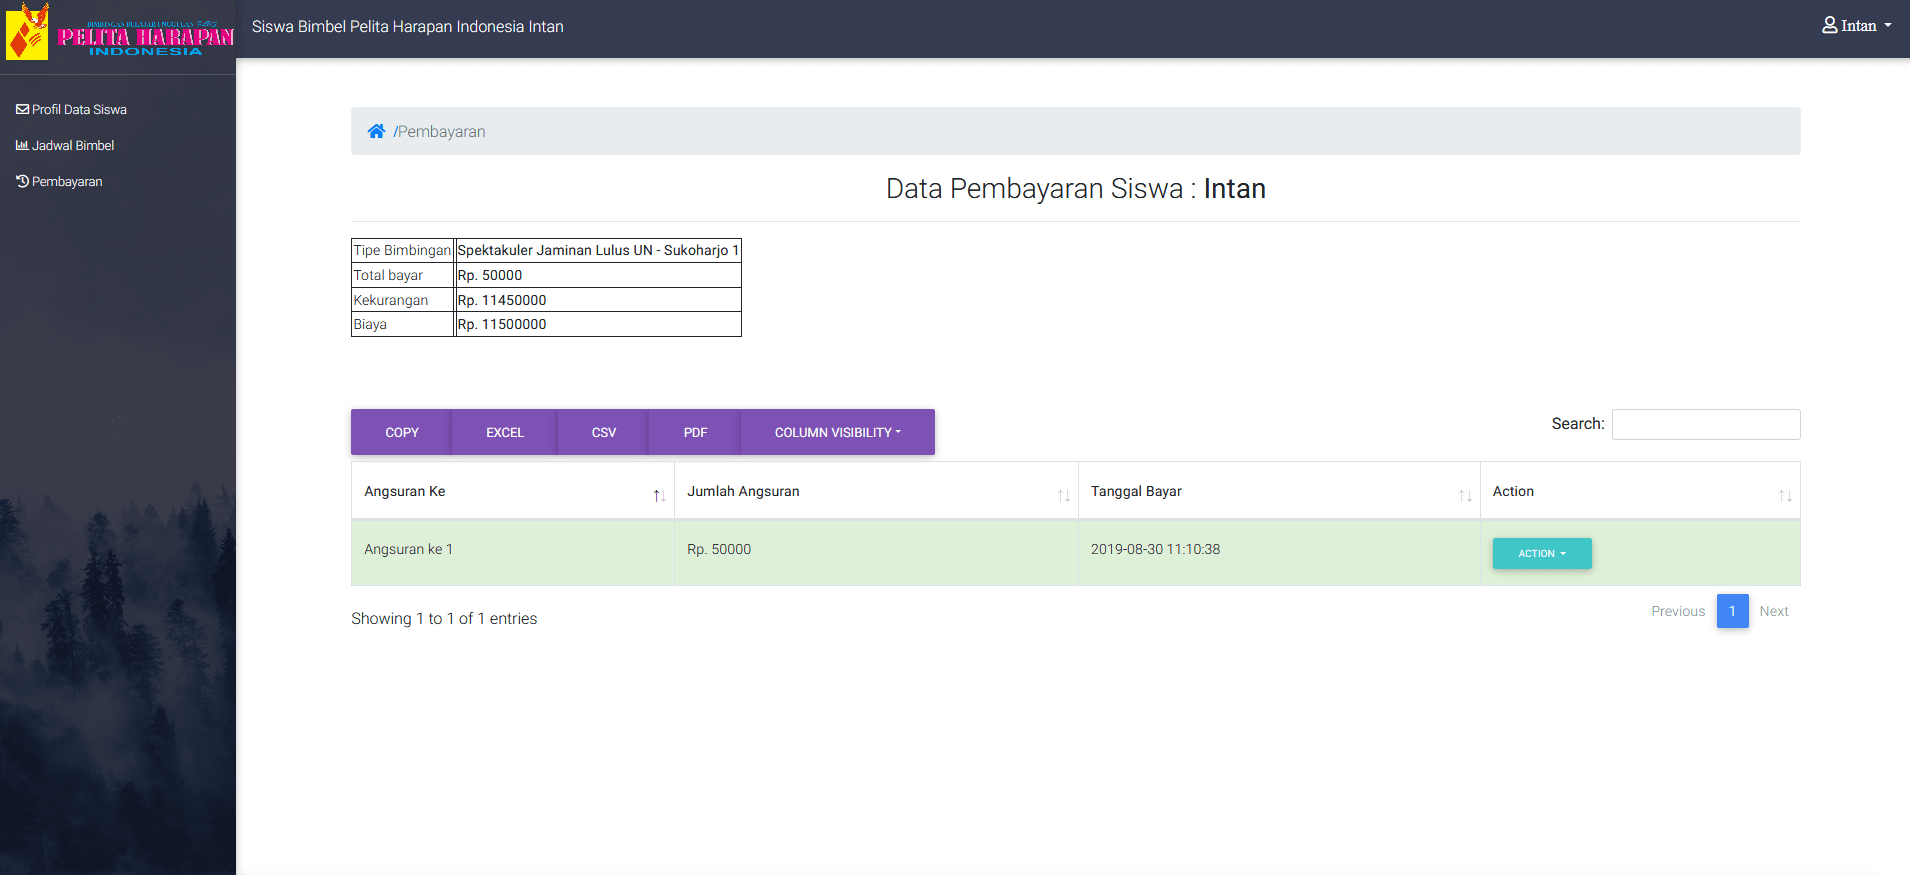 BIMBINGAN BELAJAR UNGGULAN PLUS
PELITA HARAPAN
INDONESIA
Siswa Bimbel Pelita Harapan Indonesia Intan
Intan
Profil Data Siswa
Jadwal Bimbel
Pembayaran
/Pembayaran
Data Pembayaran Siswa : Intan
Tipe Bimbingan Spektakuler Jaminan Lulus UN - Sukoharjo 1
Total bayar Rp. 50000
Kekurangan Rp. 11450000
Biaya Rp. 11500000
COPY EXCEL CSV PDF COLUMN VISIBILITY
Search:
Angsuran Ke Jumlah Angsuran Tanggal Bayar Action
Angsuran ke 1 Rp. 50000 2019-08-30 11:10:38 ACTION
Showing 1 to 1 of 1 entries
Previous 1 Next